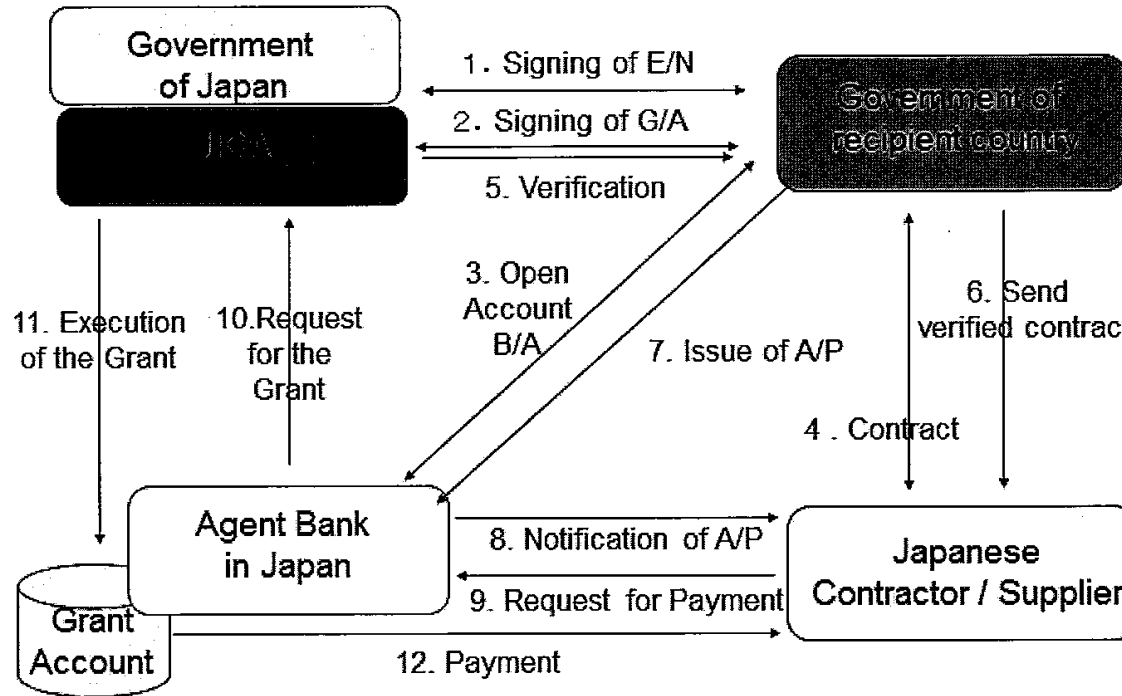 Government
of Japan
JICA
1. Signing of E/N
2. Signing of G/A
5. Verification
Government of
recipient country
3. Open
Account
B/A
7. Issue of A/P
6. Send
verified contrac
4 . Contract
11. Execution
of the Grant
10.Request
for the
Grant
Agent Bank
in Japan
8. Notification of A/P
9. Request for Payment
Japanese
Contractor / Supplier
Grant
Account
12. Payment